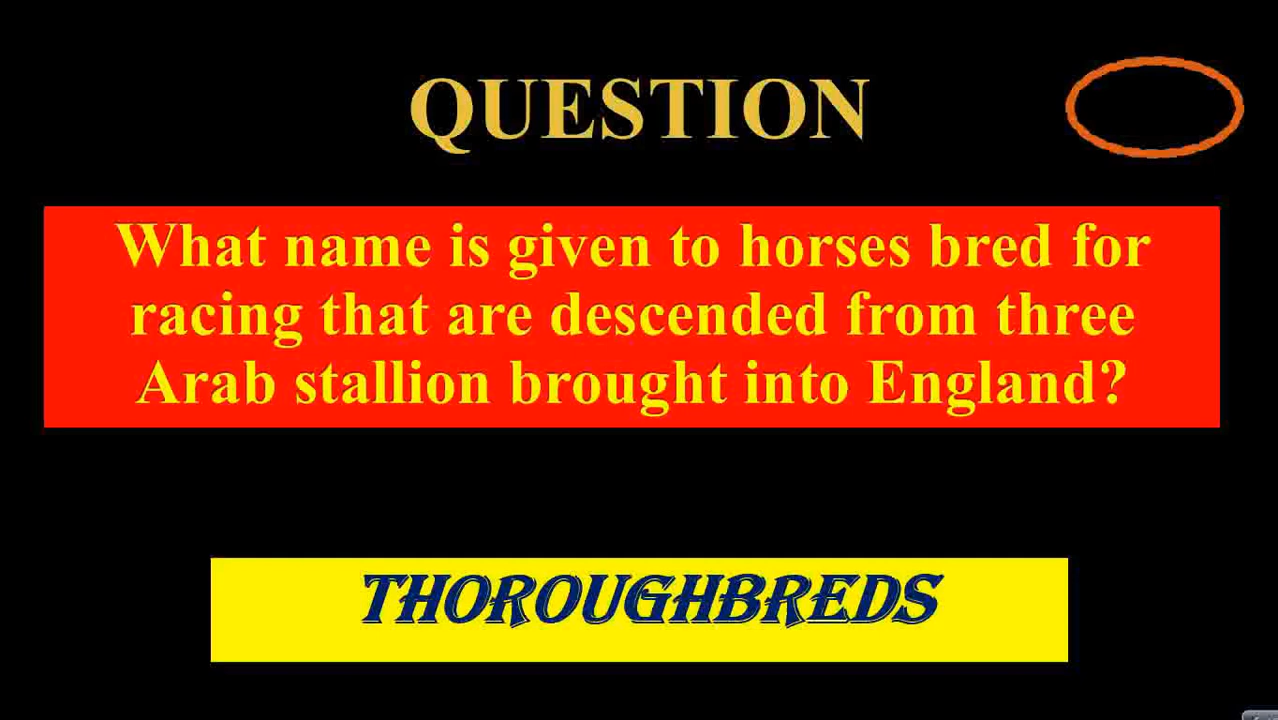 QUESTION
What name is given to horses bred for
racing that are descended from three
Arab stallion brought into England?
THOROUGHBREDS